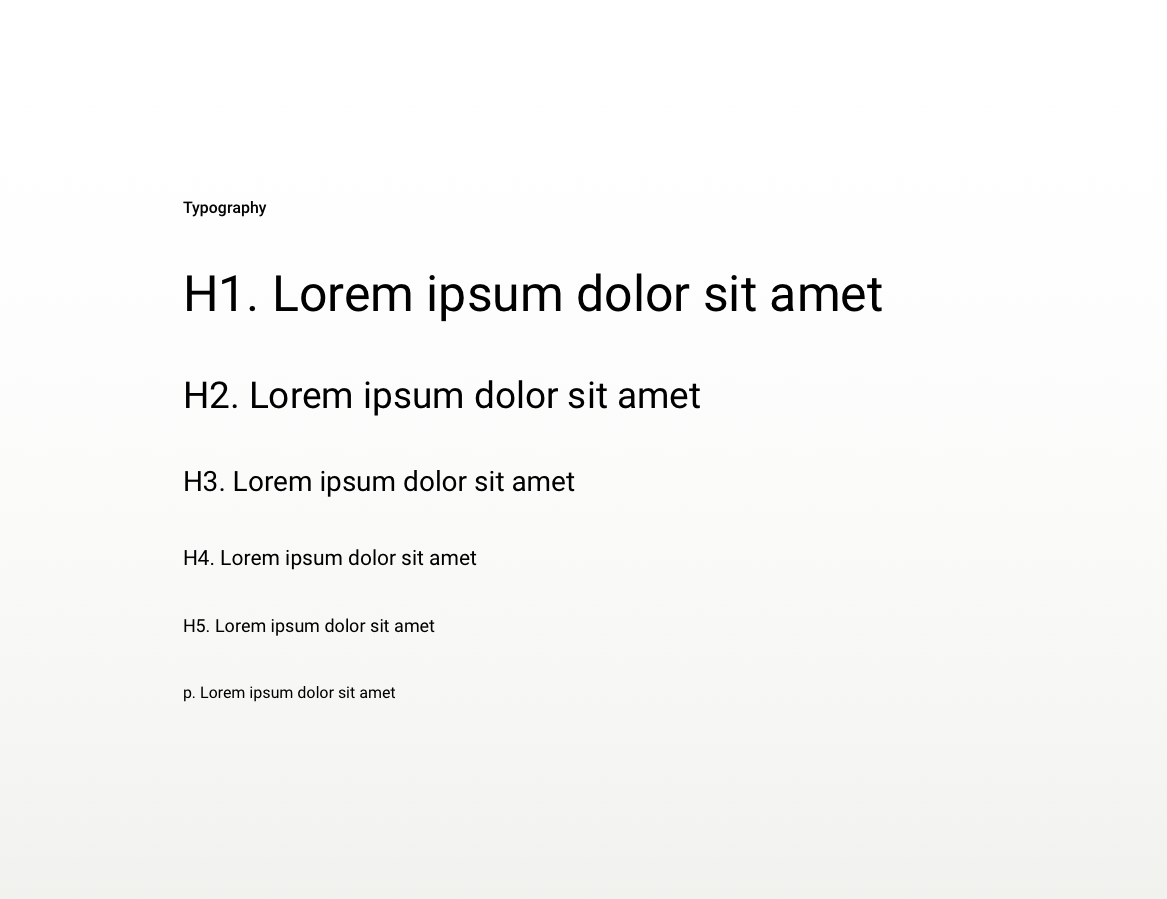 Typography
H1. Lorem ipsum dolor sit amet
H2. Lorem ipsum dolor sit amet
H3. Lorem ipsum dolor sit amet
H4. Lorem ipsum dolor sit amet
H5. Lorem ipsum dolor sit amet
p. Lorem ipsum dolor sit amet